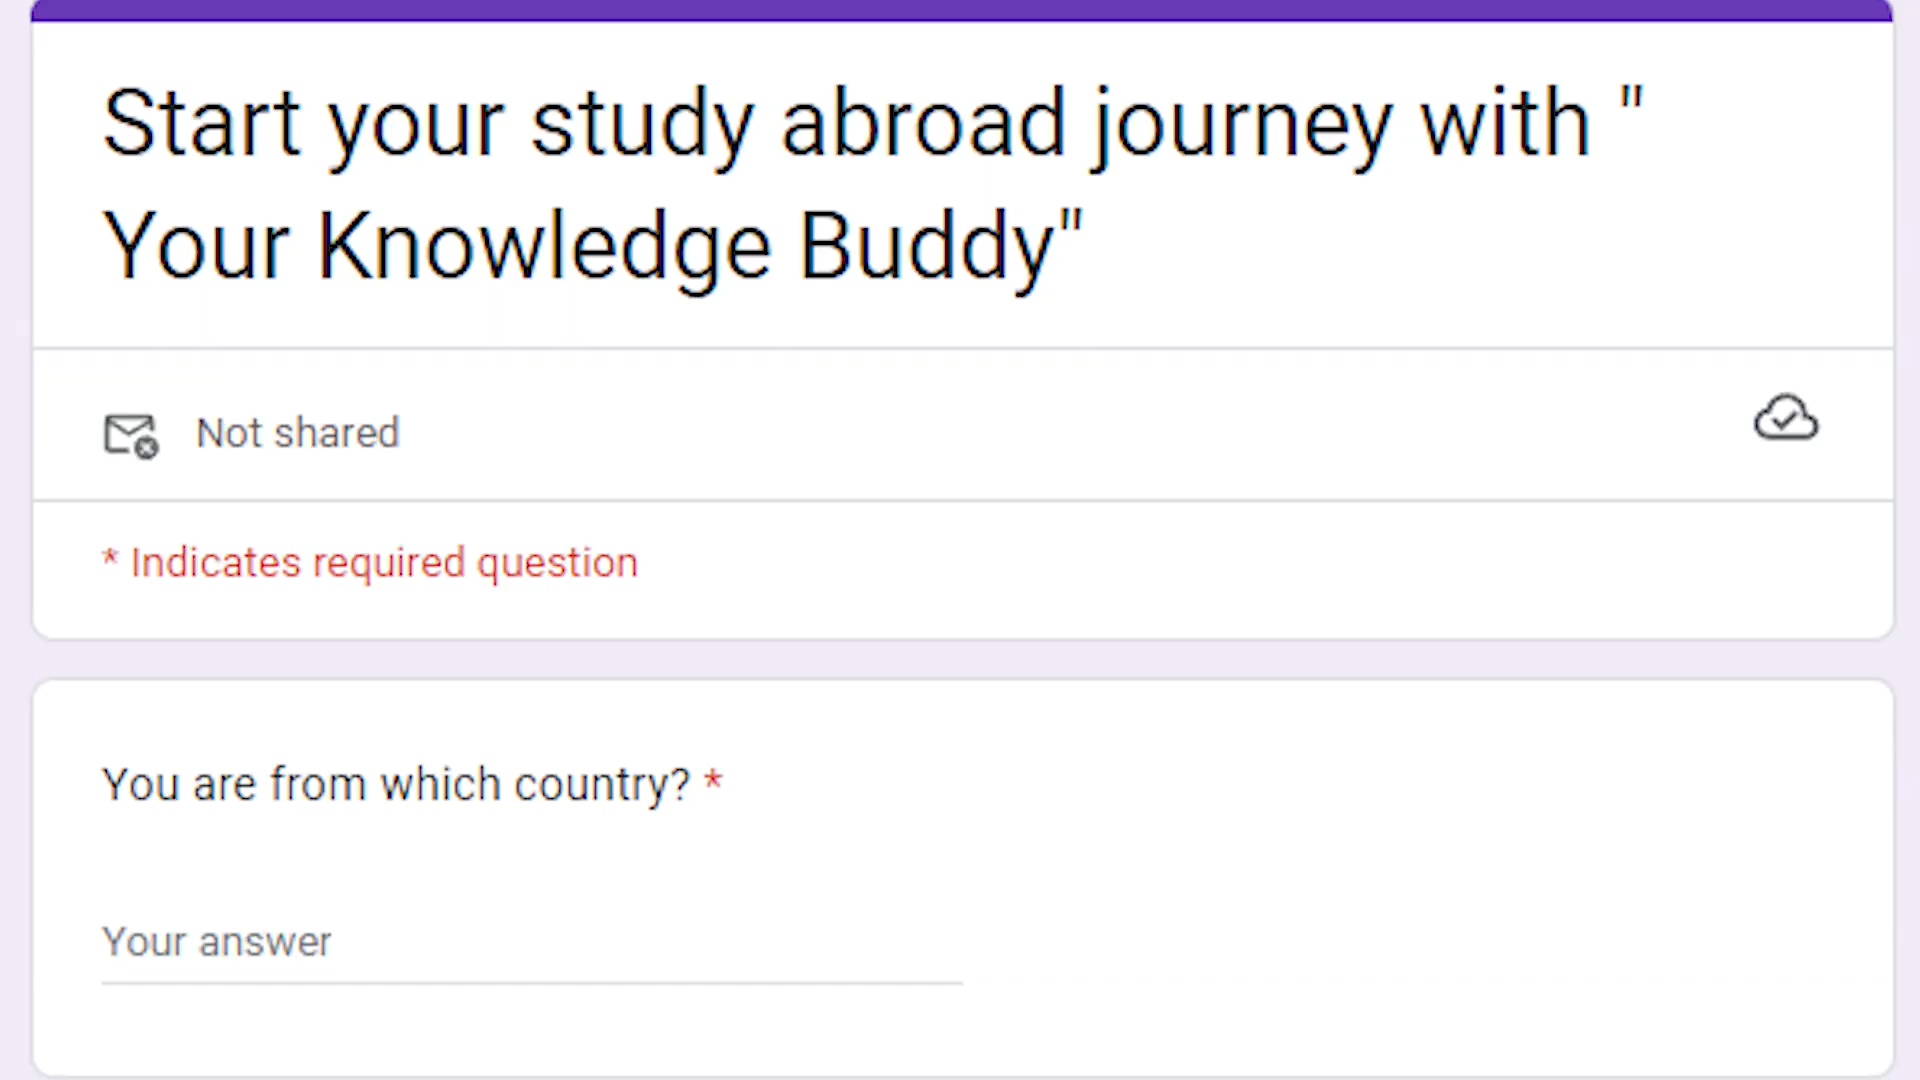 Start your study abroad journey with "
Your Knowledge Buddy"
Not shared
* Indicates required question
You are from which country? *
Your answer